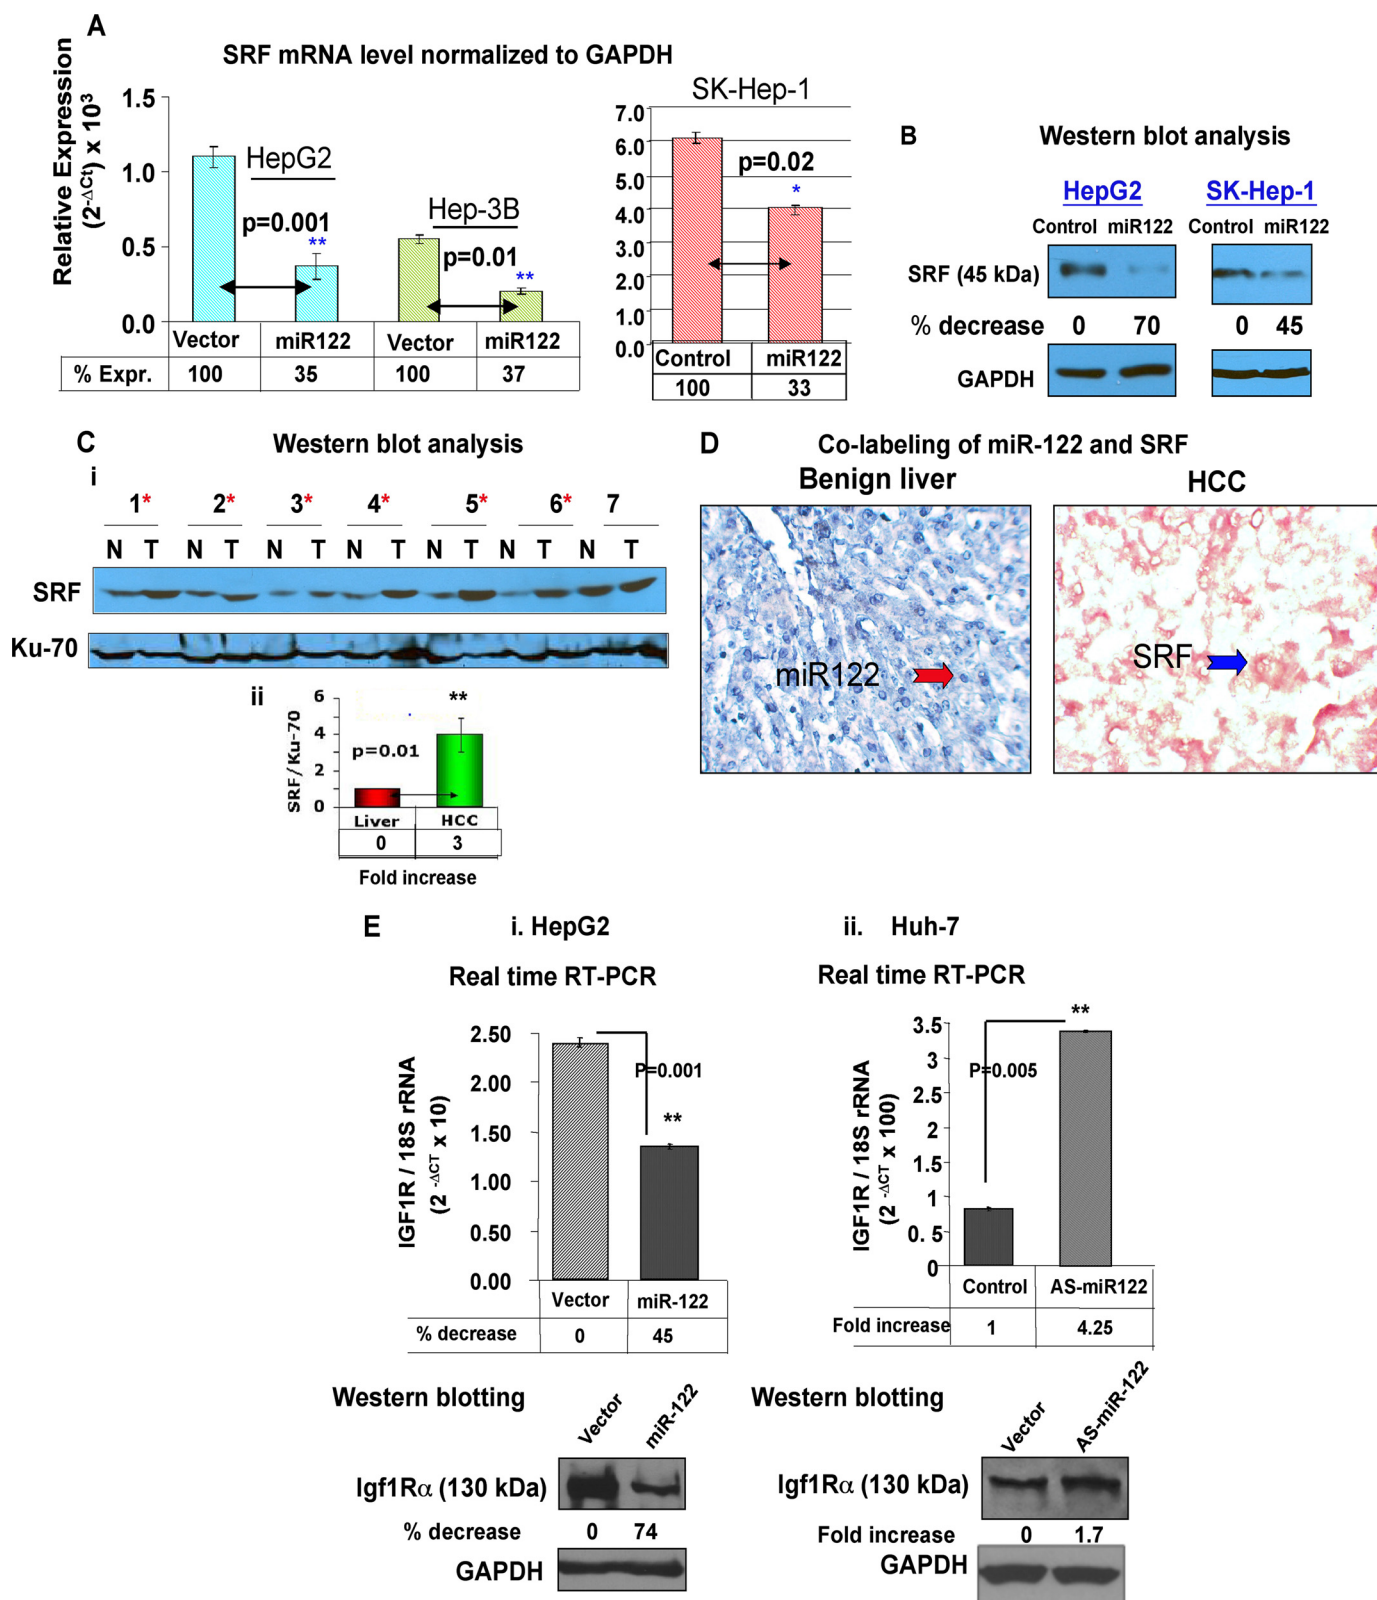 A
SRF mRNA level normalized to GAPDH
Relative Expression
(2-ΔCt) x 10³
1.5
1.0
0.5
0.0
HepG2
p=0.001
**
Hep-3B
p=0.01
**
Vector miR122 Vector miR122
% Expr. 100 35 100 37
SK-Hep-1
7.0
6.0
5.0
4.0
3.0
2.0
1.0
0.0
p=0.02
*
Control miR122
100 33
B Western blot analysis
HepG2 SK-Hep-1
Control miR122 Control miR122
SRF (45 kDa)
% decrease 0 70 0 45
GAPDH
C Western blot analysis
i
1* 2* 3* 4* 5* 6* 7
N T N T N T N T N T N T N T
SRF
Ku-70
ii
SRF/Ku-70
6
4
2
0
**
p=0.01
Liver HCC
0 3
Fold increase
D Co-labeling of miR-122 and SRF
Benign liver HCC
miR122
SRF
E i. HepG2 ii. Huh-7
Real time RT-PCR
IGF1R / 18S rRNA
(2 -ΔCT x 10)
2.50
2.00
1.50
1.00
0.50
0.00
P=0.001
**
Vector miR-122
% decrease 0 45
Real time RT-PCR
IGF1R / 18S rRNA
(2 -ΔCT x 100)
3.5
3
2.5
2
1.5
1
0.5
0
**
P=0.005
Control AS-miR122
Fold increase 1 4.25
Western blotting
Vector miR-122
Igf1Rα (130 kDa)
% decrease 0 74
GAPDH
Western blotting
Vector AS-miR-122
Igf1Rα (130 kDa)
Fold increase 0 1.7
GAPDH